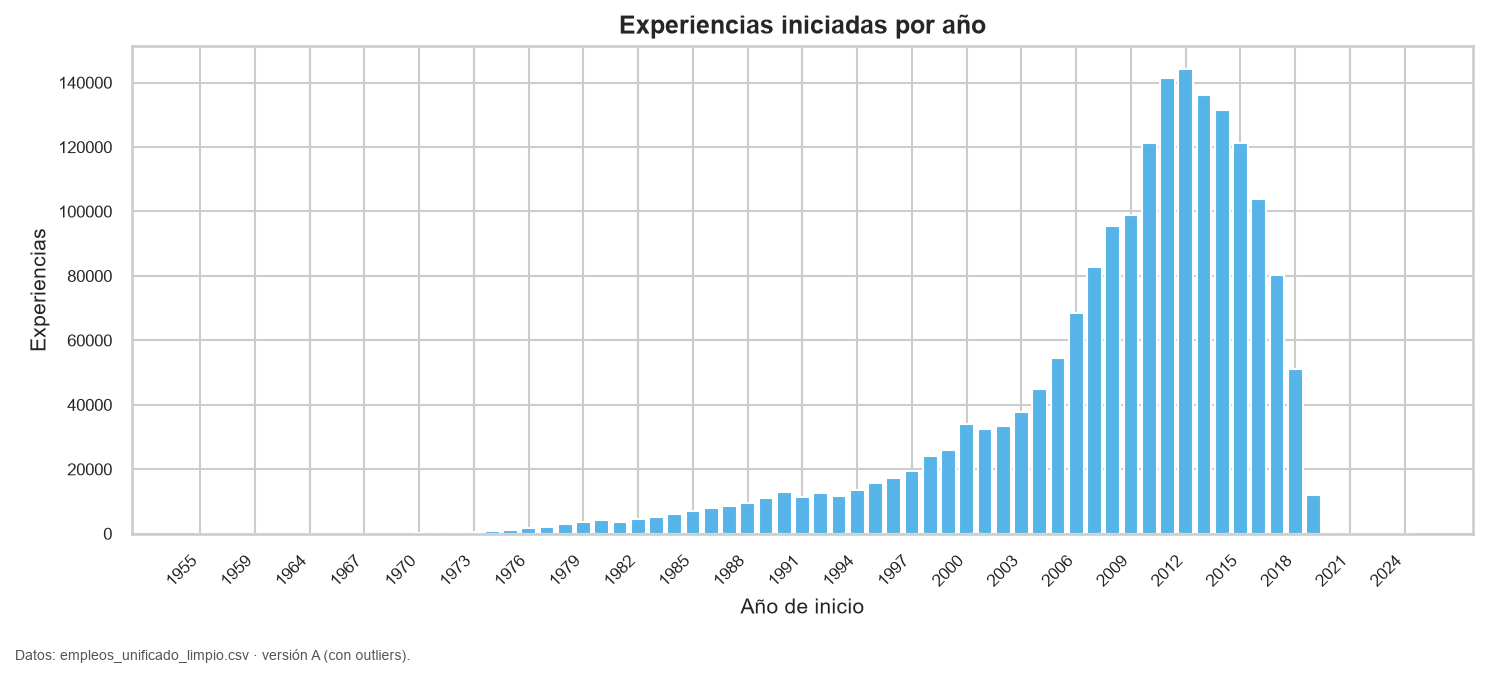 Experiencias iniciadas por año
140000
120000
100000
80000
60000
40000
20000
0
Experiencias
1955 1959 1964 1967 1970 1973 1976 1979 1982 1985 1988 1991 1994 1997 2000 2003 2006 2009 2012 2015 2018 2021 2024
Año de inicio
Datos: empleos_unificado_limpio.csv · versión A (con outliers).